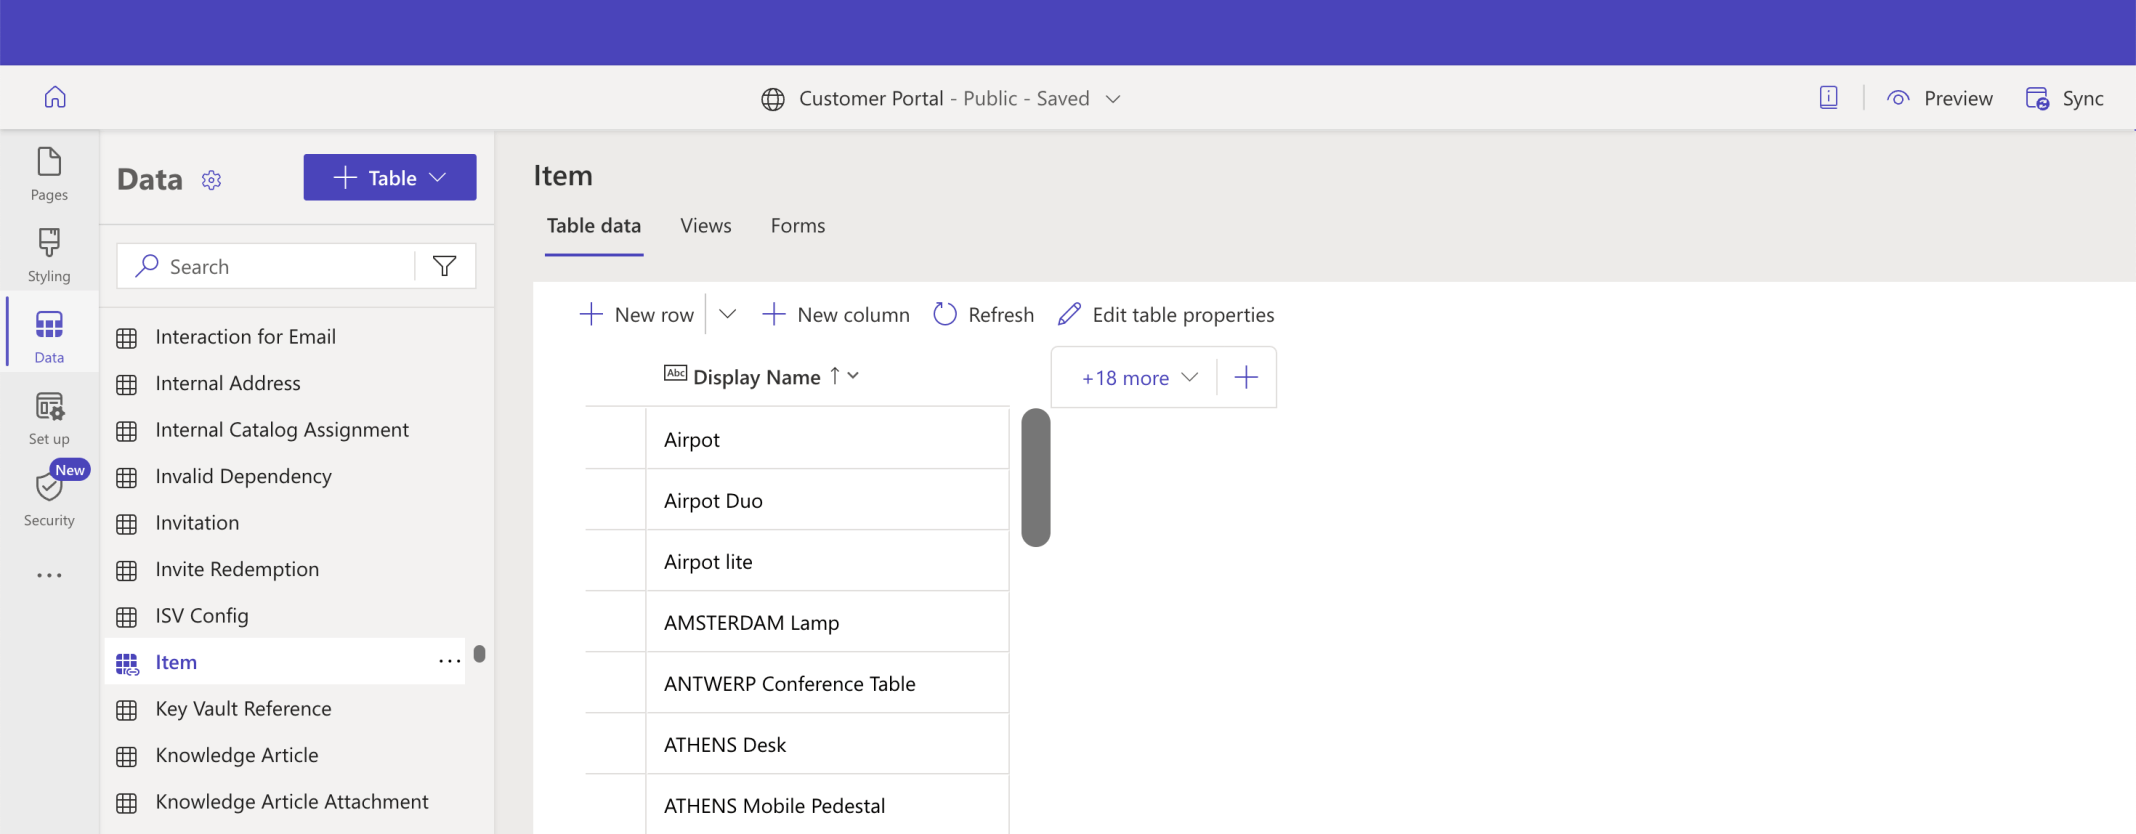 Customer Portal - Public - Saved
Preview
Sync
Pages
Styling
Data
Set up
New
Security
Data
Table
Search
Interaction for Email
Internal Address
Internal Catalog Assignment
Invalid Dependency
Invitation
Invite Redemption
ISV Config
Item
Key Vault Reference
Knowledge Article
Knowledge Article Attachment
Item
Table data Views Forms
New row New column Refresh Edit table properties
Abc Display Name +18 more
Airpot
Airpot Duo
Airpot lite
AMSTERDAM Lamp
ANTWERP Conference Table
ATHENS Desk
ATHENS Mobile Pedestal